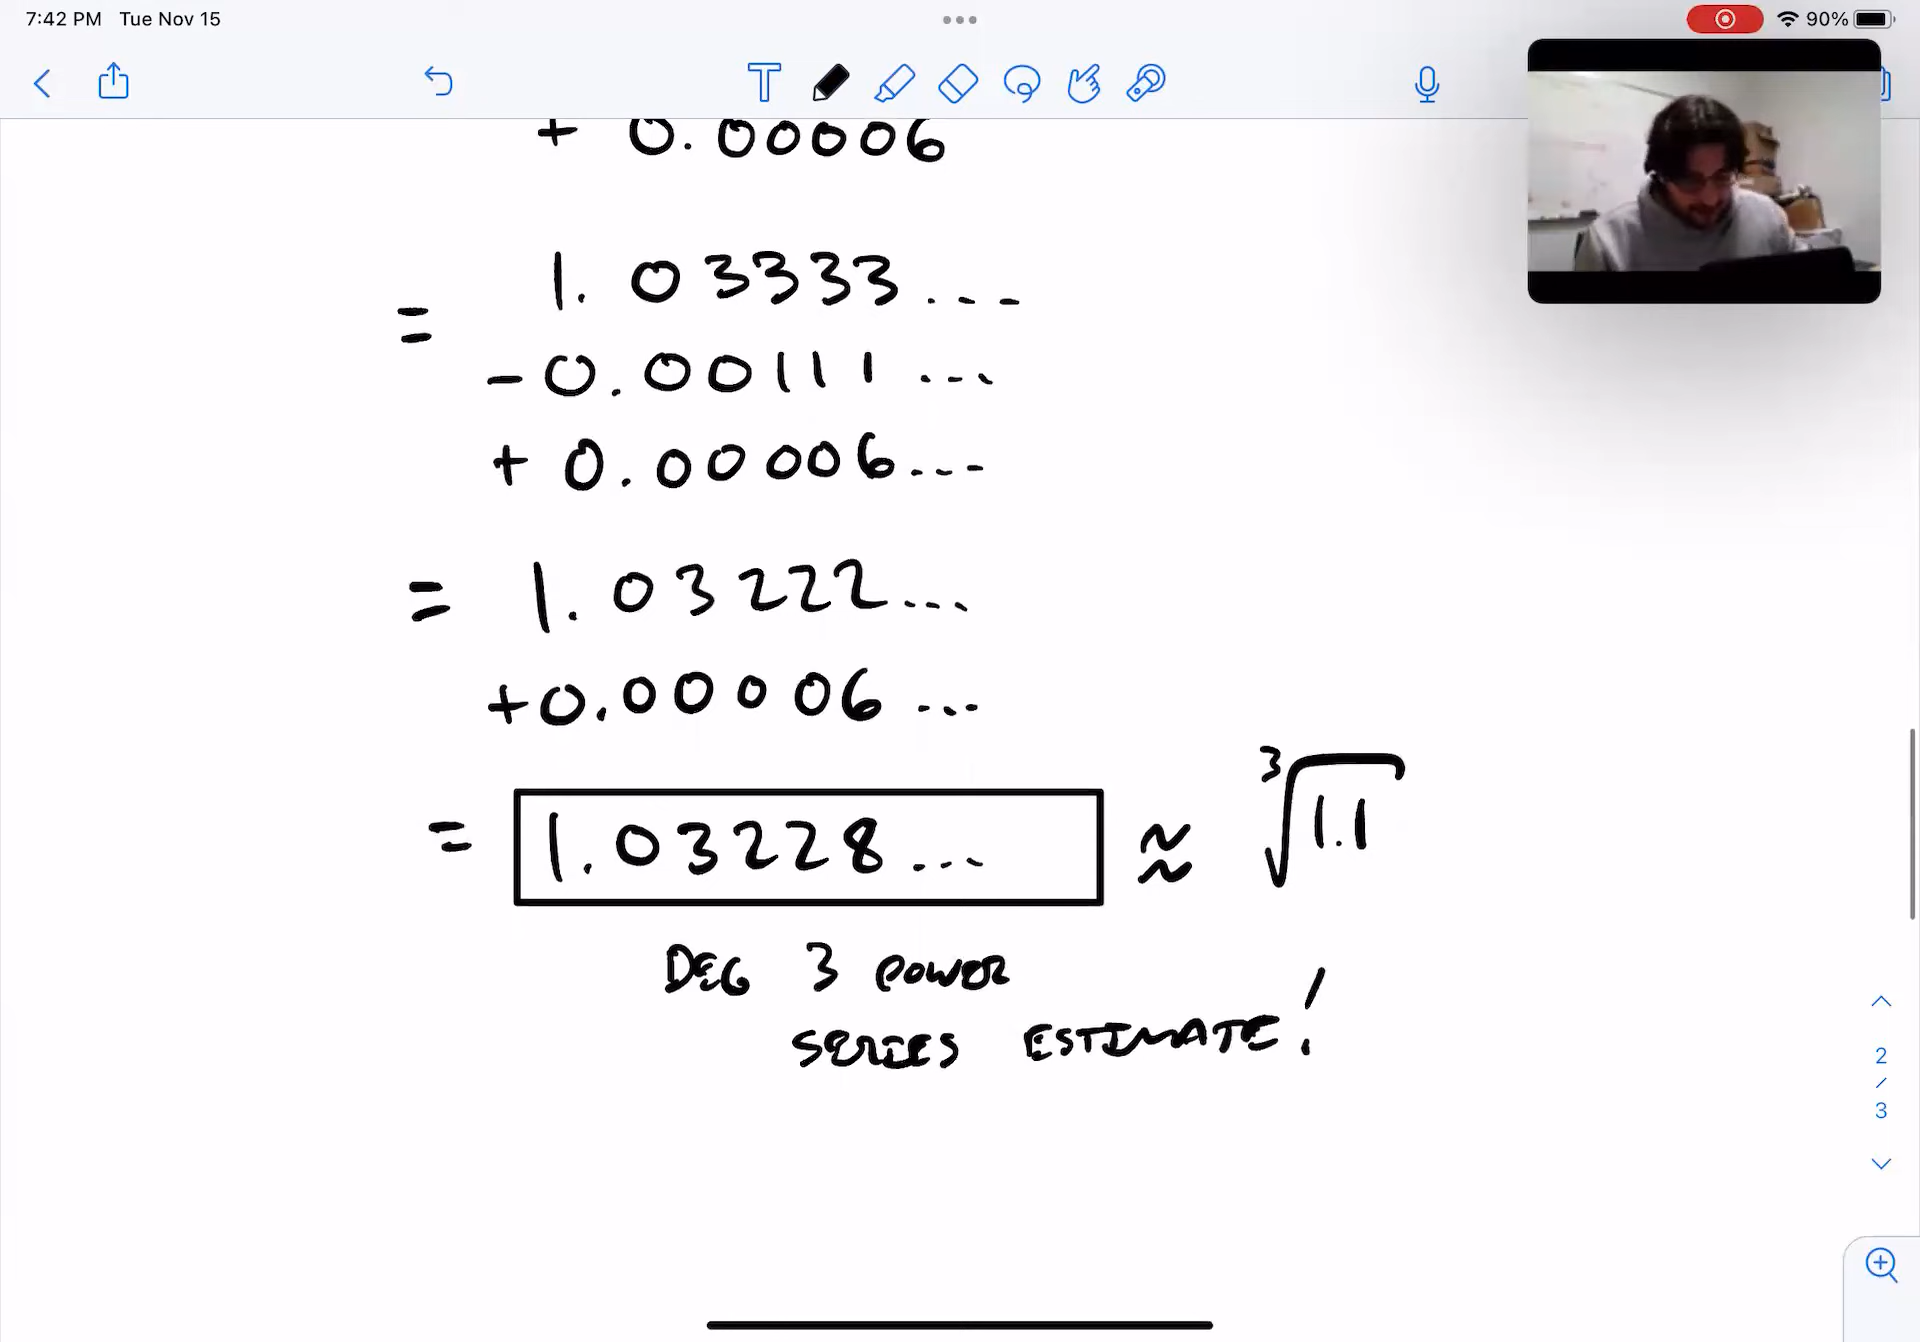 7:42 PM Tue Nov 15
90%
+ 0.00006
= 1.03333...
- 0.00111...
+ 0.00006...
= 1.03222...
+0.00006...
= 1.03228... ≈ ∛1.1
DEG 3 POWER
SERIES ESTIMATE!
2
/
3